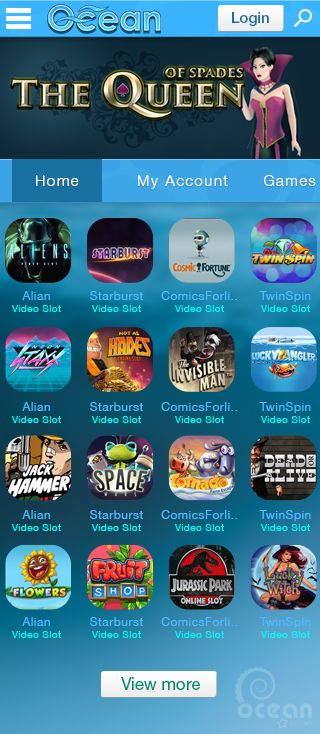 Ocean
Login
OF SPADES
THE QUEEN
Home My Account Games
ALIENS
STARBURST
COSMIC FORTUNE
TWIN SPIN
Alian Starburst ComicsForli.. TwinSpin
Video Slot Video Slot Video Slot Video Slot
NEON
STAXX
HOT AS
HADES
THE
INVISIBLE
MAN
LUCKY ANGLER
Alian Starburst ComicsForli.. TwinSpin
Video Slot Video Slot Video Slot Video Slot
JACK
HAMMER
SPACE
WARS
Tornado
DEAD OR
ALIVE
Alian Starburst ComicsForli.. TwinSpin
Video Slot Video Slot Video Slot Video Slot
FLOWERS
FRUIT
SHOP
JURASSIC PARK
ONLINE SLOT
Lucky
Witch
Alian Starburst ComicsForli.. TwinSpin
Video Slot Video Slot Video Slot Video Slot
View more
ocean